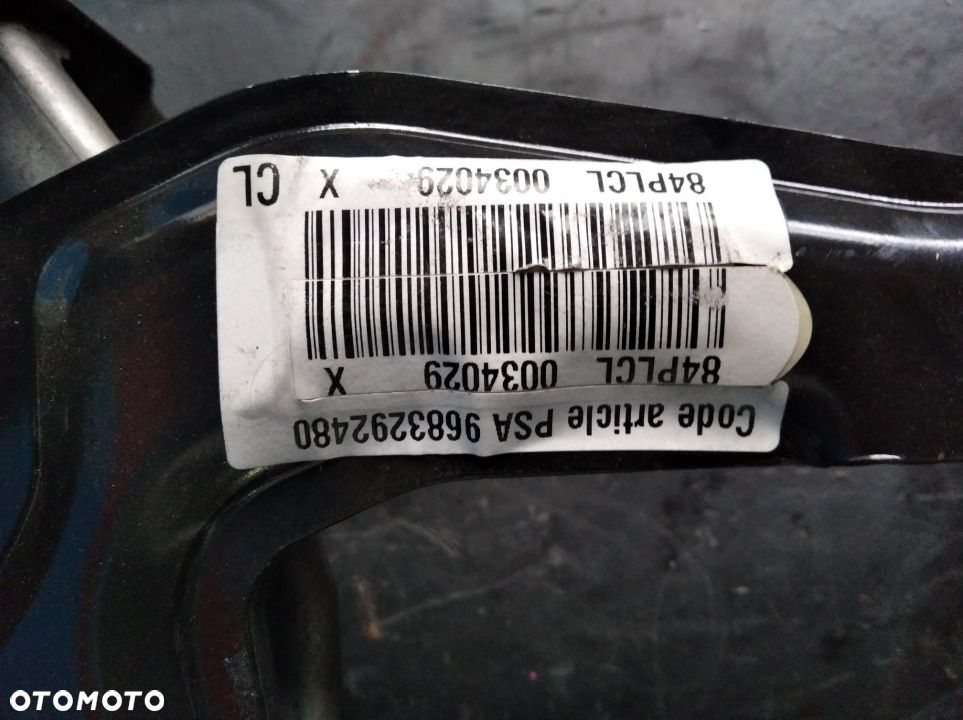 Code article PSA 9683292480
84PLCL 0034029 X
84PLCL 0034029 X
CL
OTOMOTO